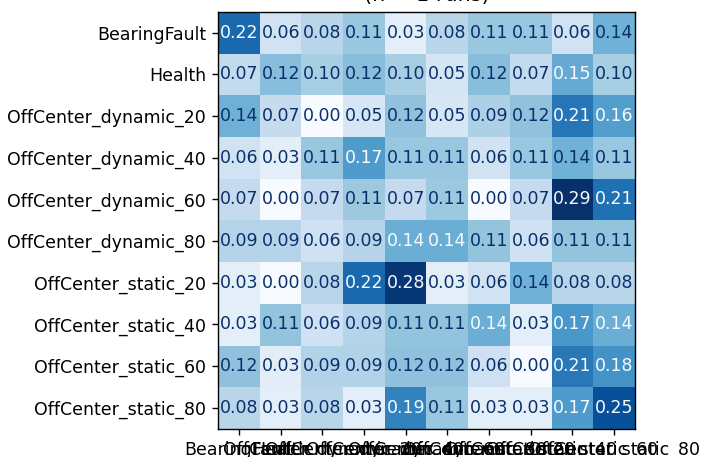 BearingFault 0.22 0.06 0.08 0.11 0.03 0.08 0.11 0.11 0.06 0.14
Health 0.07 0.12 0.10 0.12 0.10 0.05 0.12 0.07 0.15 0.10
OffCenter_dynamic_20 0.14 0.07 0.00 0.05 0.12 0.05 0.09 0.12 0.21 0.16
OffCenter_dynamic_40 0.06 0.03 0.11 0.17 0.11 0.11 0.06 0.11 0.14 0.11
OffCenter_dynamic_60 0.07 0.00 0.07 0.11 0.07 0.11 0.00 0.07 0.29 0.21
OffCenter_dynamic_80 0.09 0.09 0.06 0.09 0.14 0.14 0.11 0.06 0.11 0.11
OffCenter_static_20 0.03 0.00 0.08 0.22 0.28 0.03 0.06 0.14 0.08 0.08
OffCenter_static_40 0.03 0.11 0.06 0.09 0.11 0.11 0.14 0.03 0.17 0.14
OffCenter_static_60 0.12 0.03 0.09 0.09 0.12 0.12 0.06 0.00 0.21 0.18
OffCenter_static_80 0.08 0.03 0.08 0.03 0.19 0.11 0.03 0.03 0.17 0.25